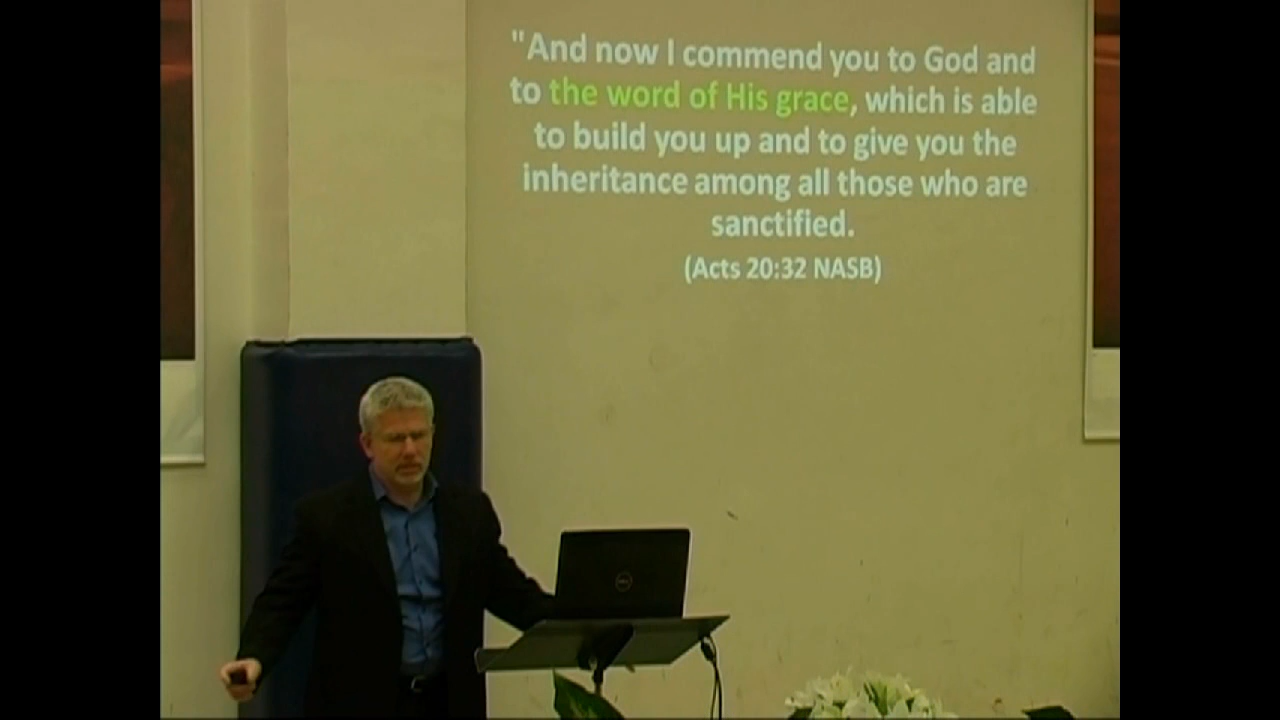 "And now I commend you to God and
to the word of His grace, which is able
to build you up and to give you the
inheritance among all those who are
sanctified.
(Acts 20:32 NASB)
DELL